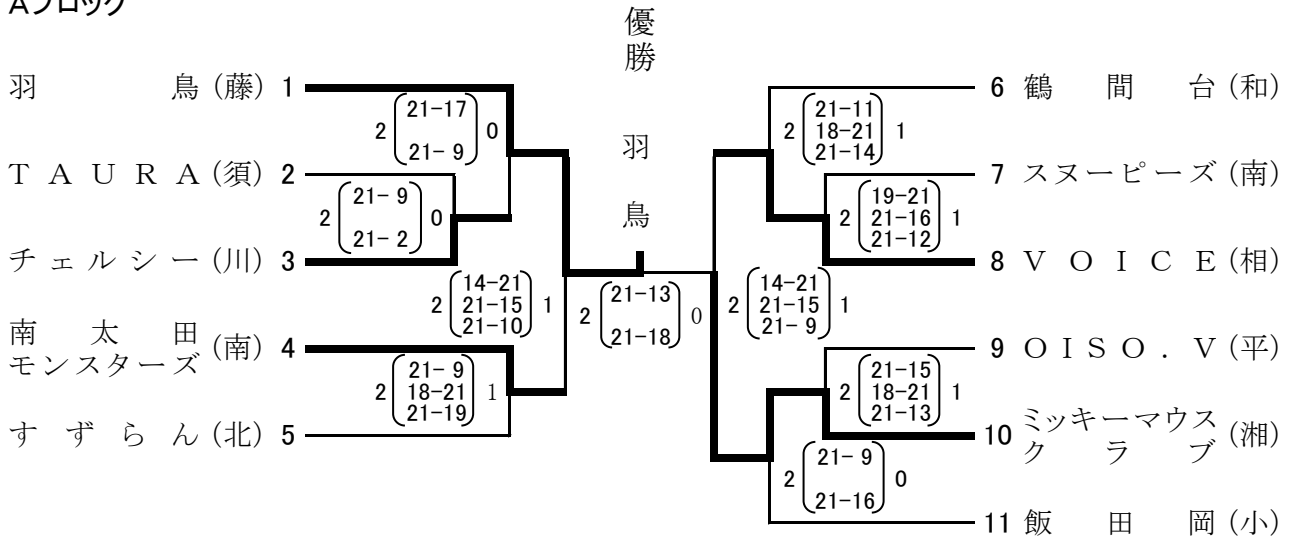 Aブロック
優勝 羽鳥
羽鳥(藤) 1
TAURA(須) 2
チェルシー(川) 3
南太田
モンスターズ(南) 4
すずらん(北) 5
2 21-17 0
21- 9
2 21- 9 0
21- 2
14-21
2 21-15 1
21-10
21- 9
2 18-21 1
21-19
2 21-13 0
21-18
6 鶴間台(和)
7 スヌーピーズ(南)
8 VOICE(相)
9 OISO.V(平)
10 ミッキーマウス
クラブ(湘)
11 飯田岡(小)
21-11
2 18-21 1
21-14
19-21
2 21-16 1
21-12
14-21
2 21-15 1
21- 9
21-15
2 18-21 1
21-13
2 21- 9 0
21-16